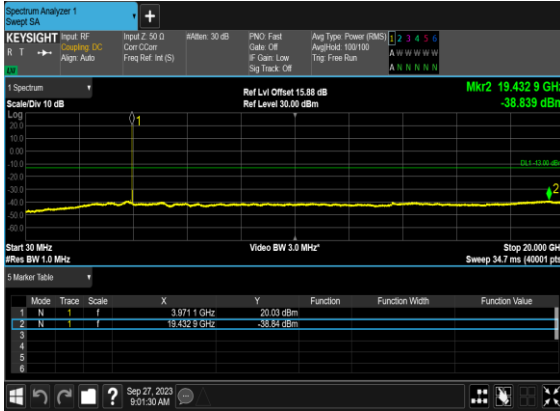 Spectrum Analyzer 1
Swept SA
+
KEYSIGHT Input: RF Input Z: 50 Ω #Atten: 30 dB PNO: Fast Avg Type: Power (RMS) 1 2 3 4 5 6
R T Coupling: DC Corr CCorr Gate: Off Avg|Hold: 100/100
Align: Auto Freq Ref: Int (S) IF Gain: Low Trig: Free Run A W W W W W
Sig Track: Off A N N N N N
1 Spectrum Ref Lvl Offset 15.88 dB Mkr2 19.432 9 GHz
Scale/Div 10 dB Ref Level 30.00 dBm -38.839 dBm
Log
20.0
10.0
0.00
-10.0
-20.0
-30.0
-40.0
-50.0
-60.0
1
DL1 -13.00 dBm
2
Start 30 MHz Video BW 3.0 MHz* Stop 20.000 GH
#Res BW 1.0 MHz Sweep 34.7 ms (40001 pts
5 Marker Table
Mode Trace Scale X Y Function Function Width Function Value
1 N 1 f 3.971 1 GHz 20.03 dBm
2 N 1 f 19.432 9 GHz -38.84 dBm
3
4
5
6
? Sep 27, 2023
9:01:30 AM